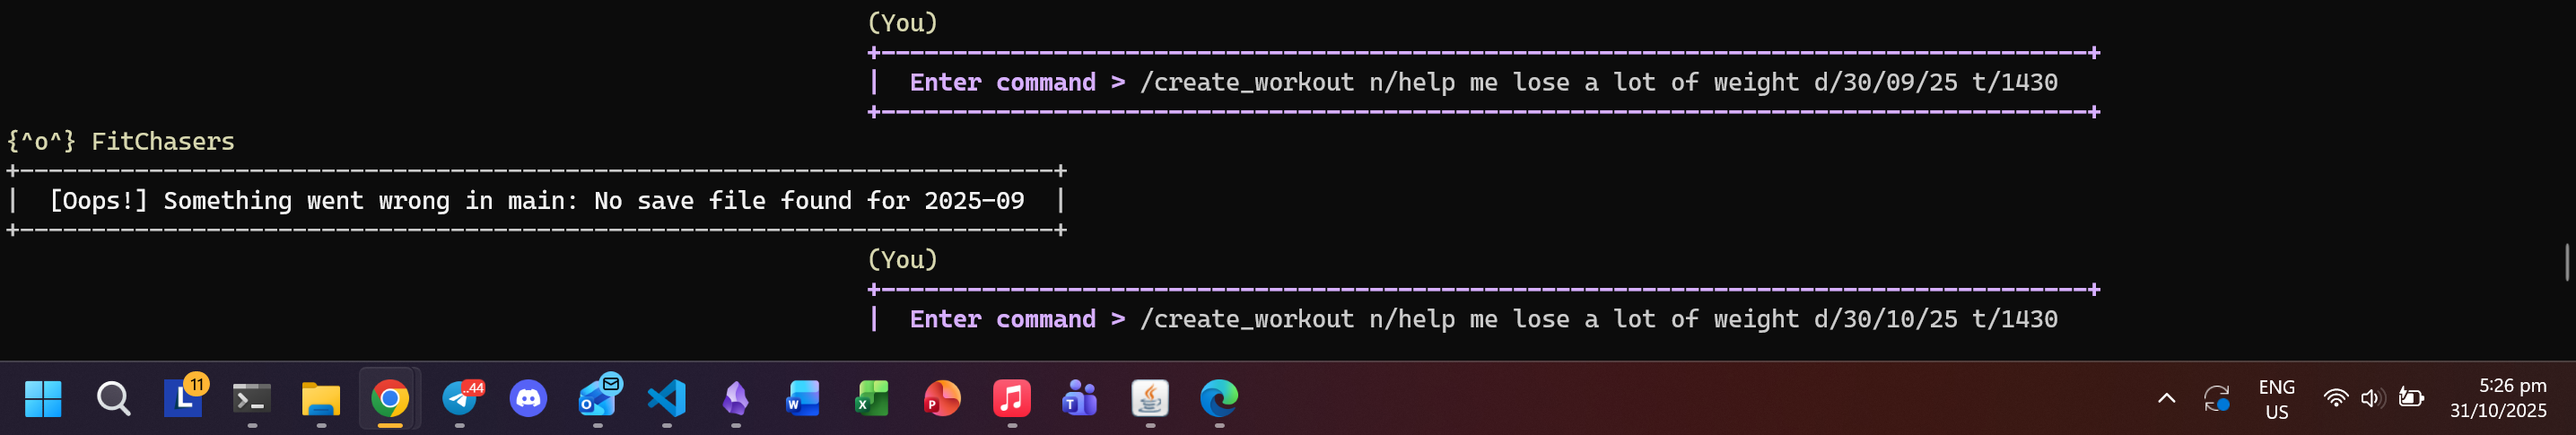 (You)
Enter command > /create_workout n/help me lose a lot of weight d/30/09/25 t/1430
{^o^} FitChasers
[Oops!] Something went wrong in main: No save file found for 2025-09
(You)
Enter command > /create_workout n/help me lose a lot of weight d/30/10/25 t/1430
L
11
44
O
W
X
P
T
ENG
US
5:26 pm
31/10/2025